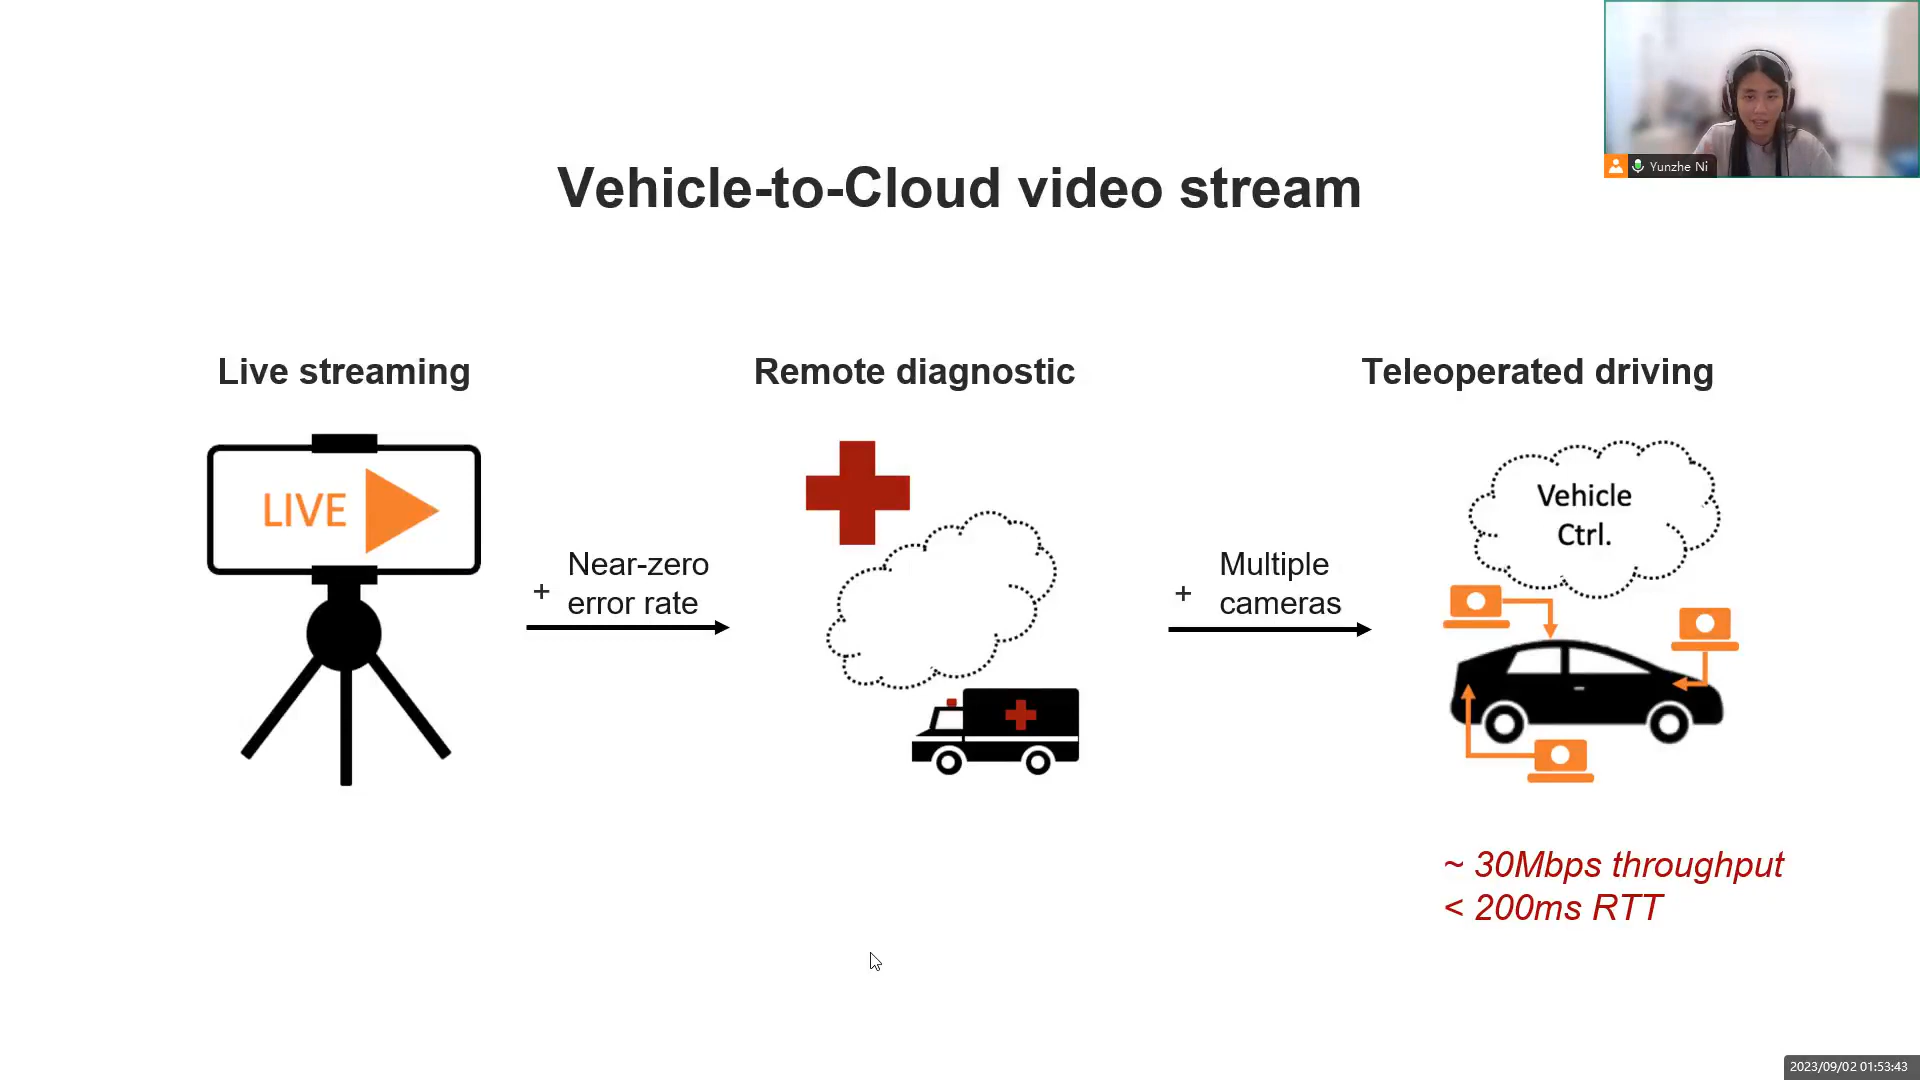 Yunzhe Ni
Vehicle-to-Cloud video stream
Live streaming
Remote diagnostic
Teleoperated driving
LIVE
+ Near-zero
error rate
+ Multiple
cameras
Vehicle
Ctrl.
~ 30Mbps throughput
< 200ms RTT
2023/09/02 01:53:43